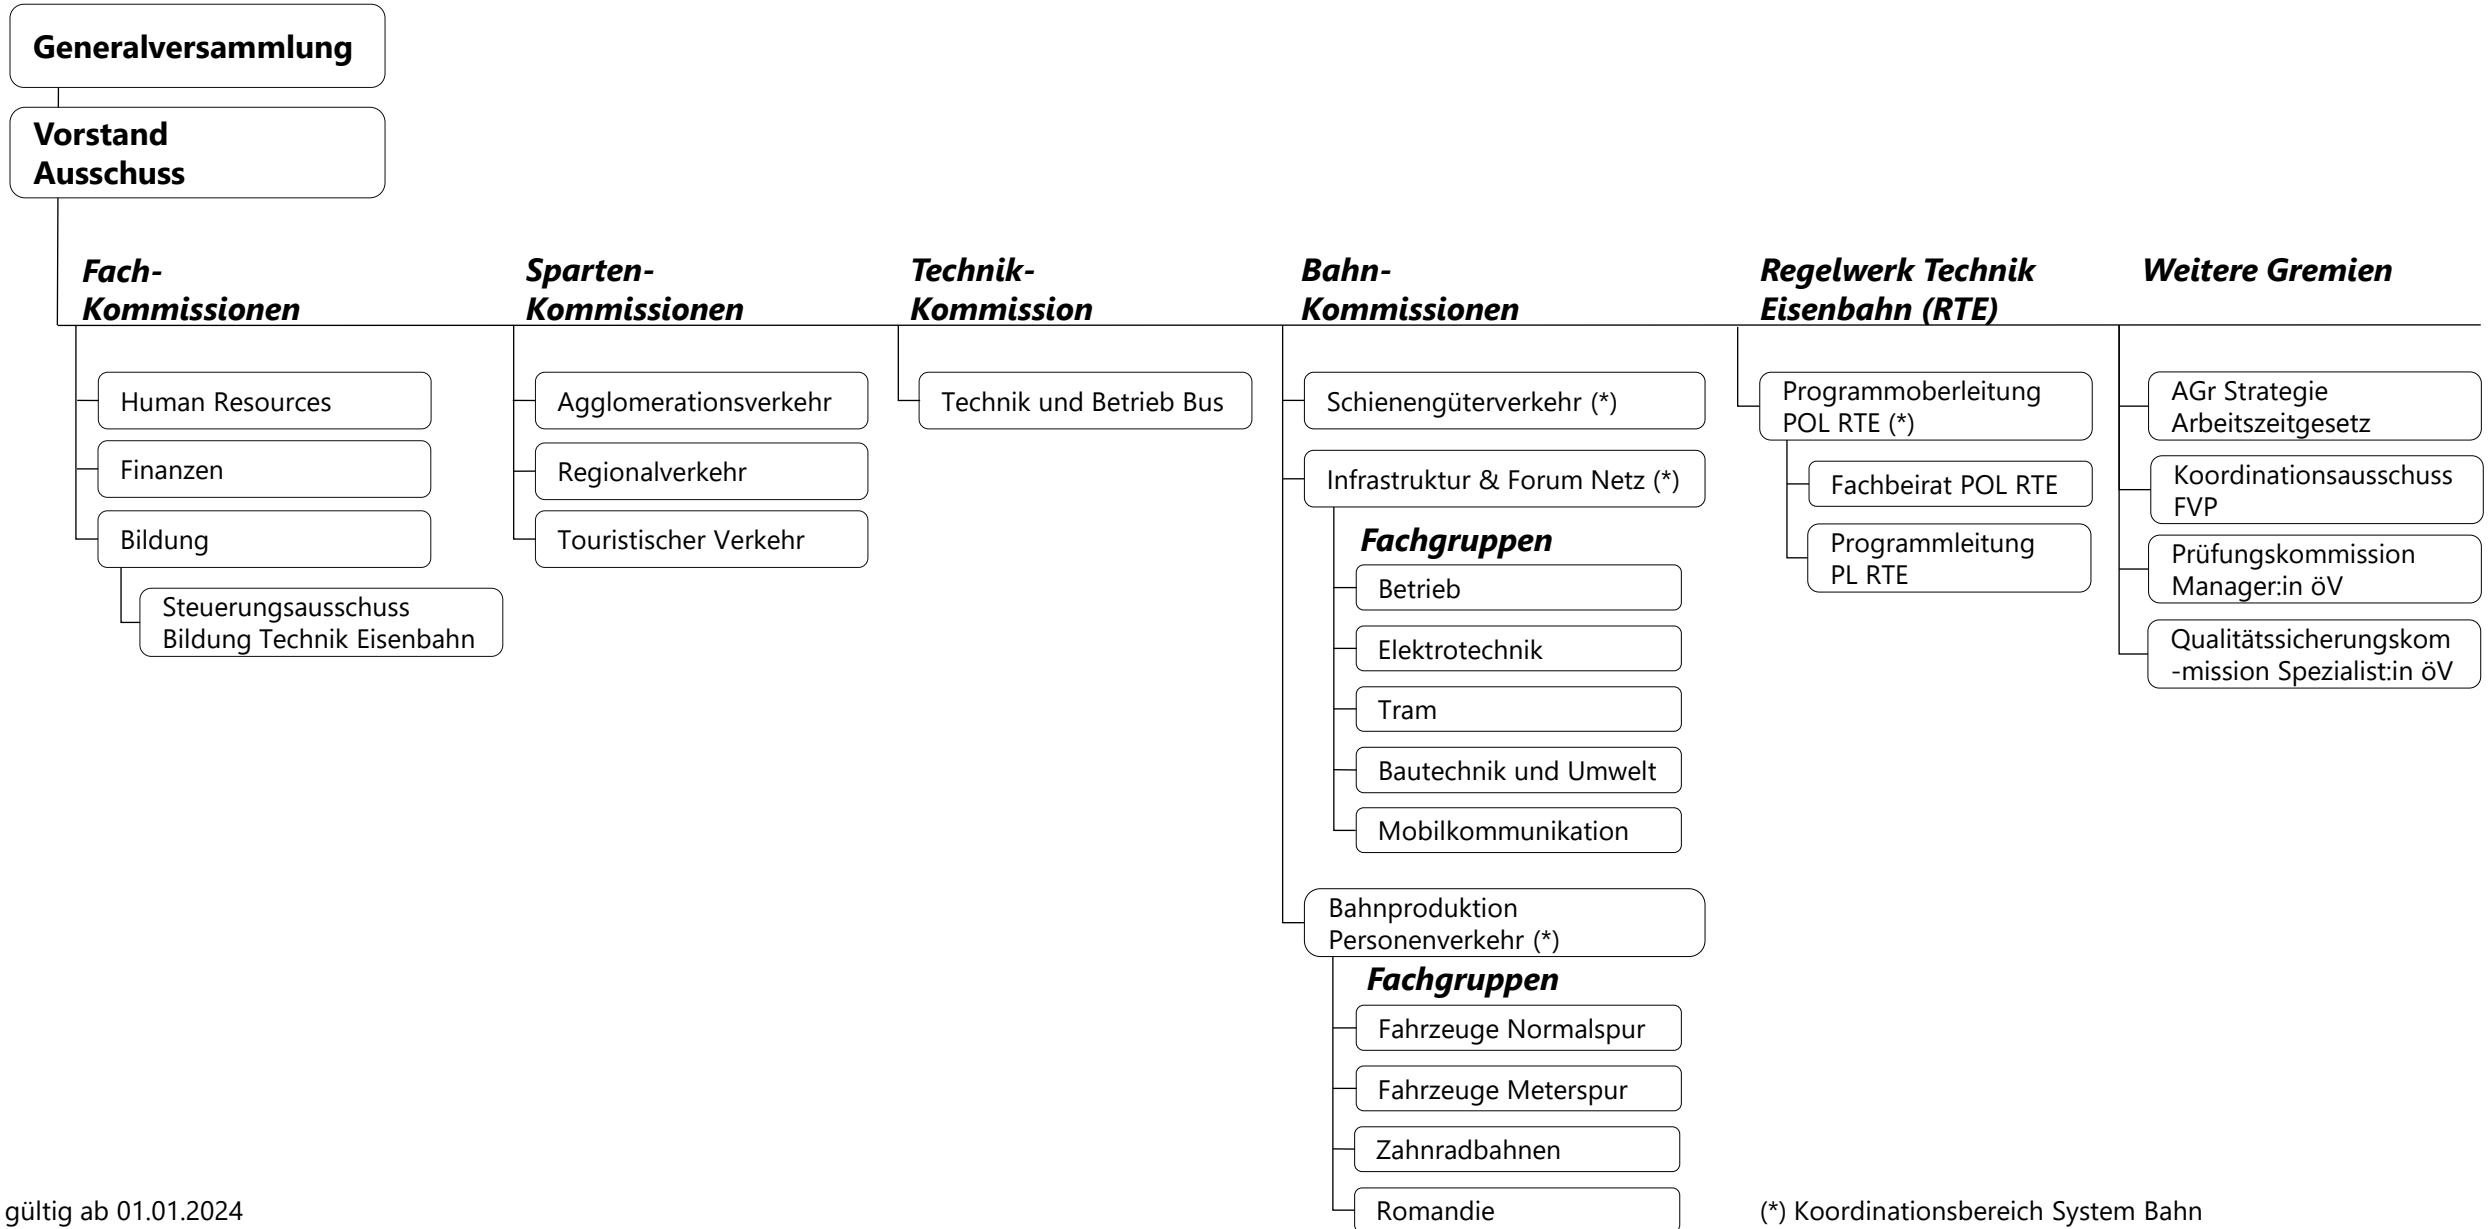 Generalversammlung
Vorstand
Ausschuss
Fach-
Kommissionen
Human Resources
Finanzen
Bildung
Steuerungsausschuss
Bildung Technik Eisenbahn
Sparten-
Kommissionen
Agglomerationsverkehr
Regionalverkehr
Touristischer Verkehr
Technik-
Kommission
Technik und Betrieb Bus
Bahn-
Kommissionen
Schienengüterverkehr (*)
Infrastruktur & Forum Netz (*)
Fachgruppen
Betrieb
Elektrotechnik
Tram
Bautechnik und Umwelt
Mobilkommunikation
Bahnproduktion
Personenverkehr (*)
Fachgruppen
Fahrzeuge Normalspur
Fahrzeuge Meterspur
Zahnradbahnen
Romandie
Regelwerk Technik
Eisenbahn (RTE)
Programmoberleitung
POL RTE (*)
Fachbeirat POL RTE
Programmleitung
PL RTE
Weitere Gremien
AGr Strategie
Arbeitszeitgesetz
Koordinationsausschuss
FVP
Prüfungskommission
Manager:in öV
Qualitätssicherungskom
-mission Spezialist:in öV
gültig ab 01.01.2024
(*) Koordinationsbereich System Bahn